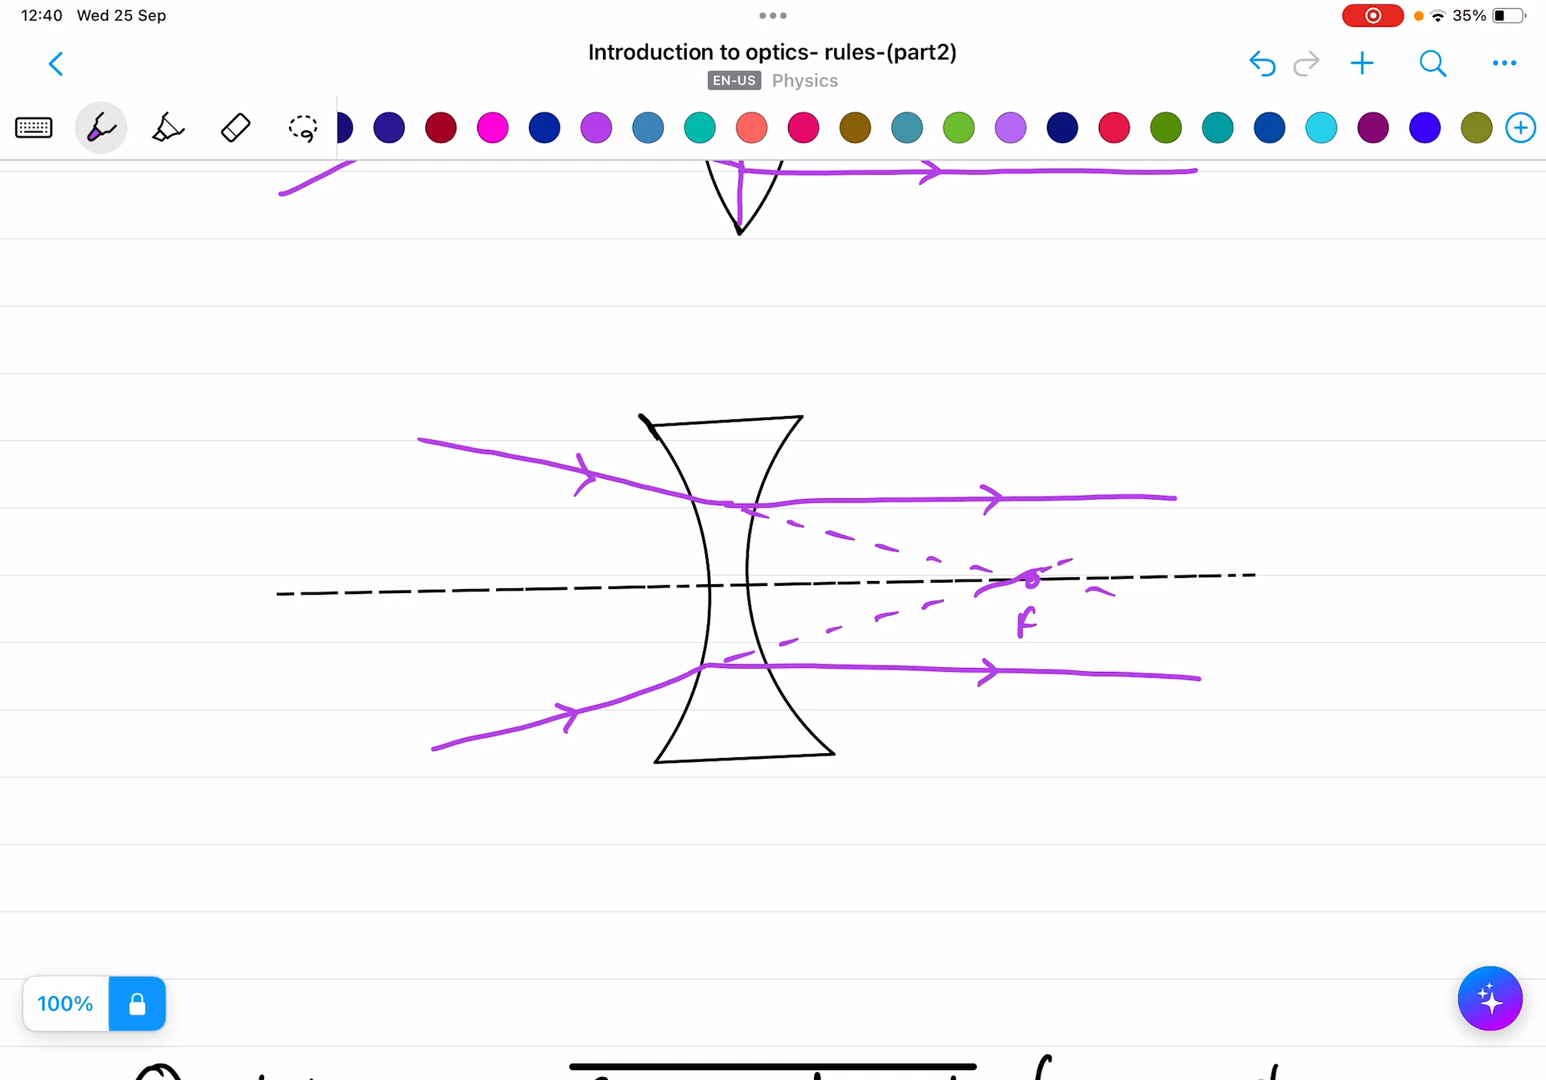 12:40 Wed 25 Sep
35%
Introduction to optics- rules-(part2)
EN-US Physics
F
100%